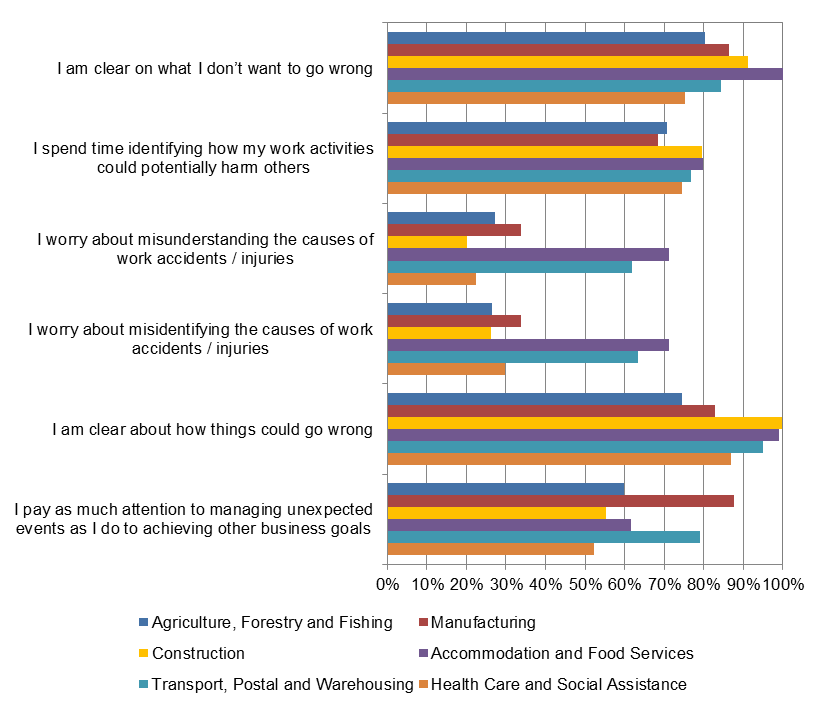 I am clear on what I don’t want to go wrong
I spend time identifying how my work activities
could potentially harm others
I worry about misunderstanding the causes of
work accidents / injuries
I worry about misidentifying the causes of work
accidents / injuries
I am clear about how things could go wrong
I pay as much attention to managing unexpected
events as I do to achieving other business goals
0% 10% 20% 30% 40% 50% 60% 70% 80% 90% 100%
Agriculture, Forestry and Fishing Manufacturing
Construction Accommodation and Food Services
Transport, Postal and Warehousing Health Care and Social Assistance